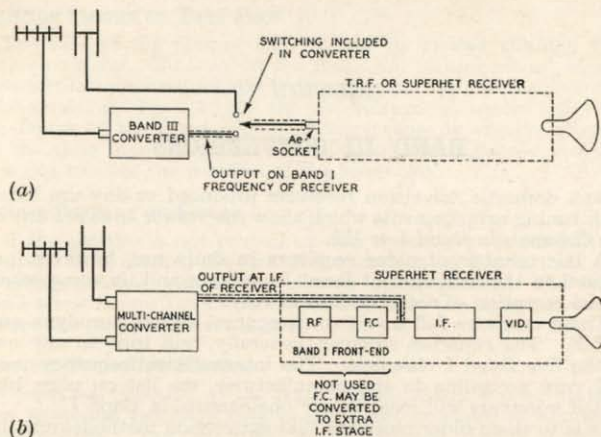 SWITCHING INCLUDED
IN CONVERTER
T.R.F. OR SUPERHET RECEIVER
BAND III
CONVERTER
Ae
SOCKET
OUTPUT ON BAND I
FREQUENCY OF RECEIVER
(a)
OUTPUT AT I.F.
OF RECEIVER
SUPERHET RECEIVER
MULTI-CHANNEL
CONVERTER
R.F
F.C
I.F.
VID.
BAND I FRONT-END
NOT USED
F.C. MAY BE
CONVERTED
TO EXTRA
I.F. STAGE
(b)